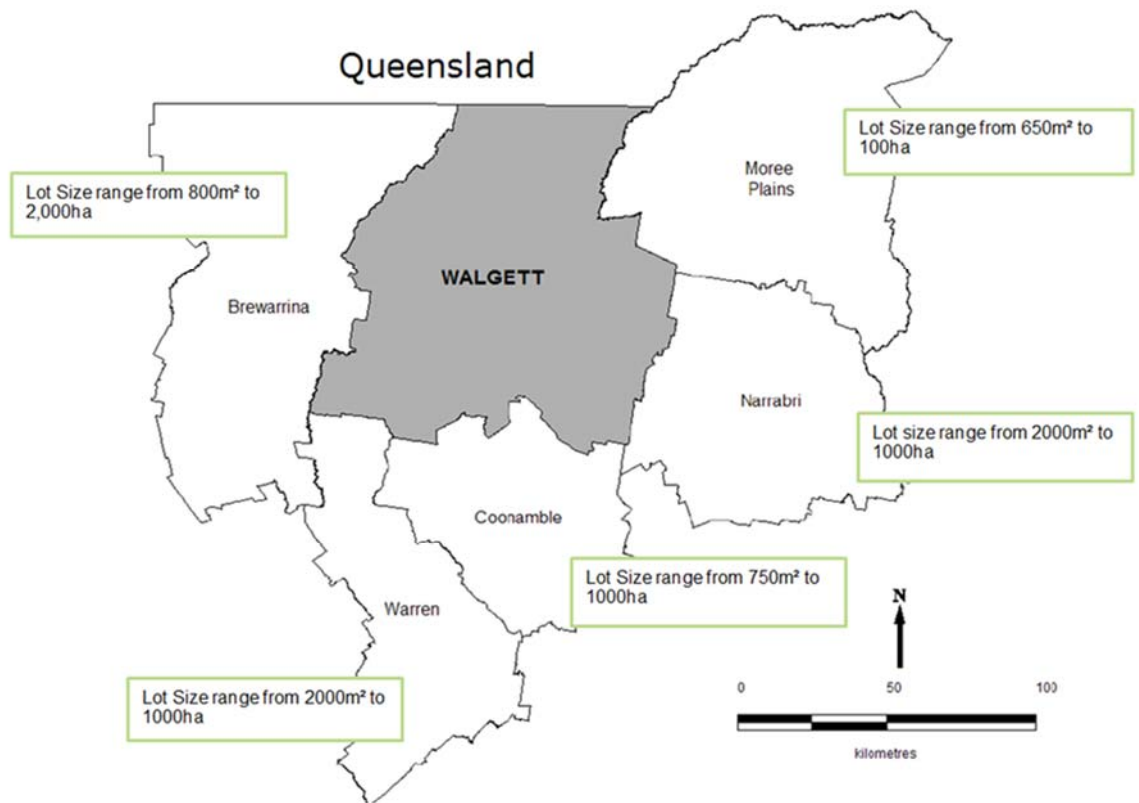 Queensland
Lot Size range from 650m² to
100ha
Moree
Plains
Lot Size range from 800m² to
2,000ha
WALGETT
Brewarrina
Narrabri
Lot size range from 2000m² to
1000ha
Coonamble
Lot Size range from 750m² to
1000ha
Warren
N
Lot Size range from 2000m² to
1000ha
0 50 100
kilometres